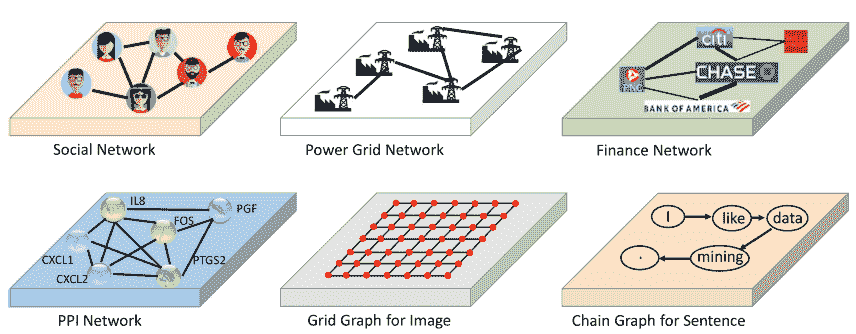 citi
CHASE
BANK OF AMERICA
Social Network
Power Grid Network
Finance Network
IL8
PGF
FOS
CXCL1
PTGS2
CXCL2
I
like
data
mining
.
PPI Network
Grid Graph for Image
Chain Graph for Sentence